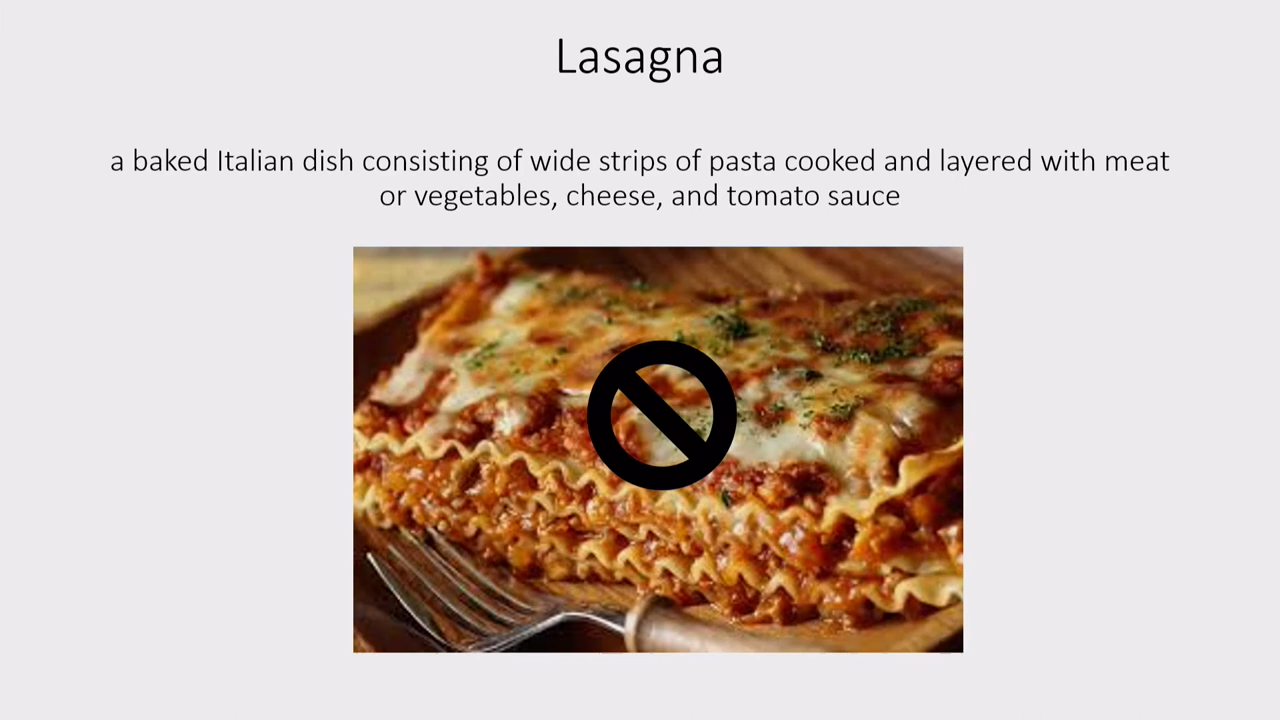 Lasagna
a baked Italian dish consisting of wide strips of pasta cooked and layered with meat
or vegetables, cheese, and tomato sauce